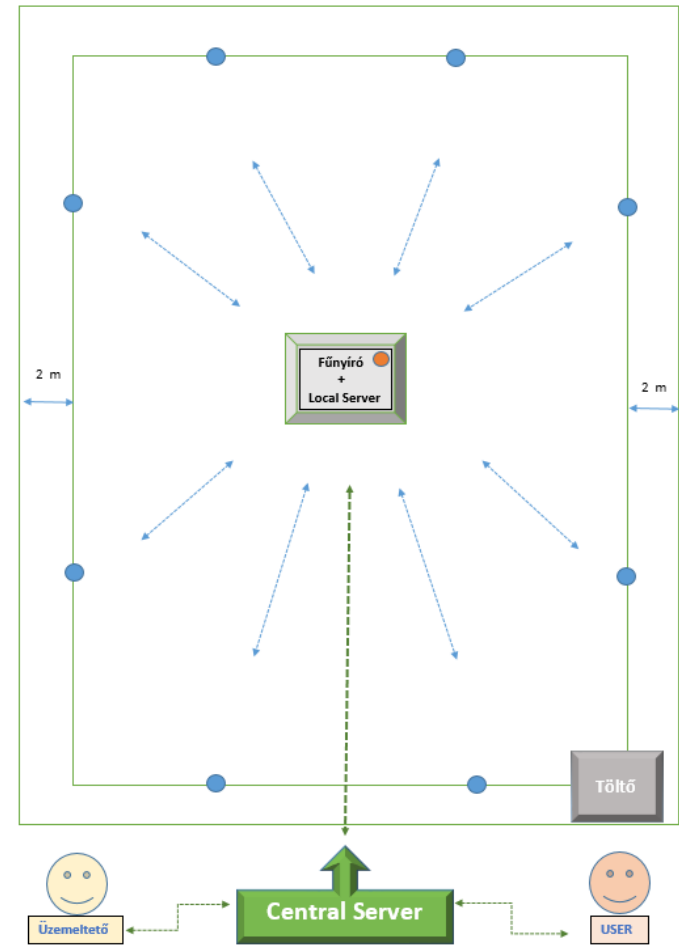 Fűnyíró
+
Local Server
2 m
2 m
Töltő
Central Server
Üzemeltető
USER